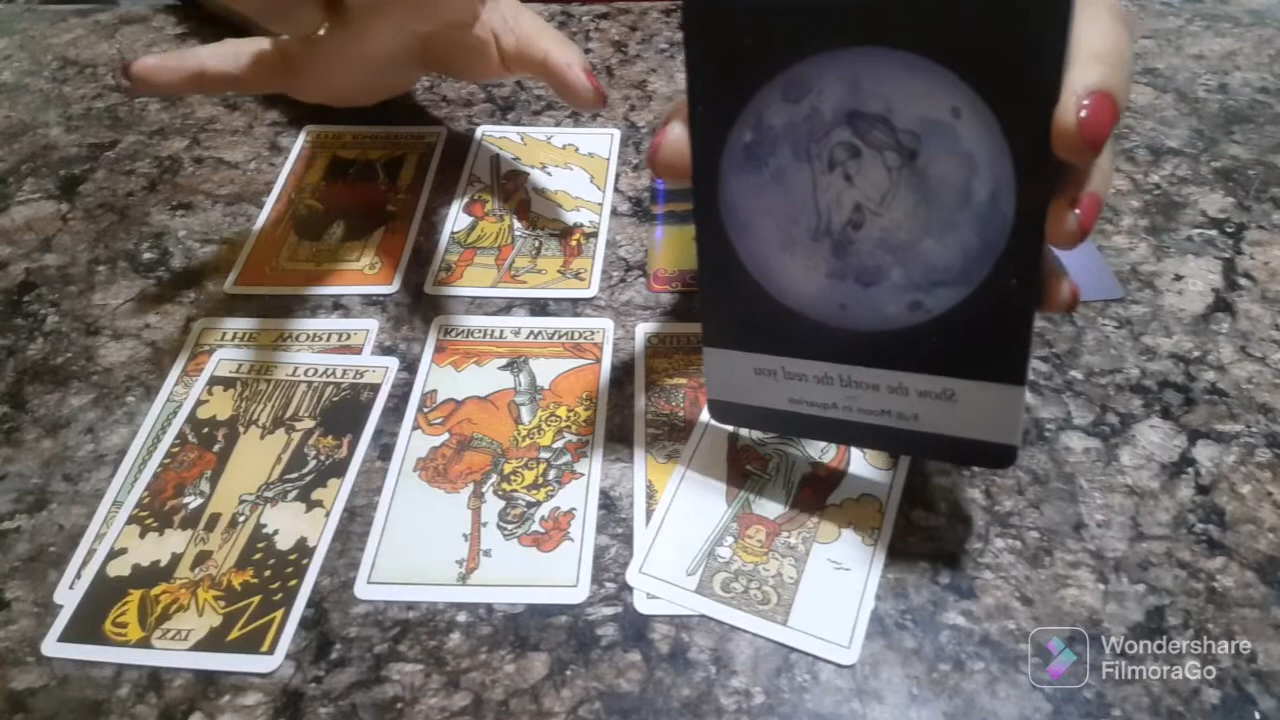 THE EMPEROR
THE WORLD.
THE TOWER.
XVI
KNIGHT of WANDS.
QUEE
Show the world the real you
Full Moon in Aquarius
Wondershare
FilmoraGo